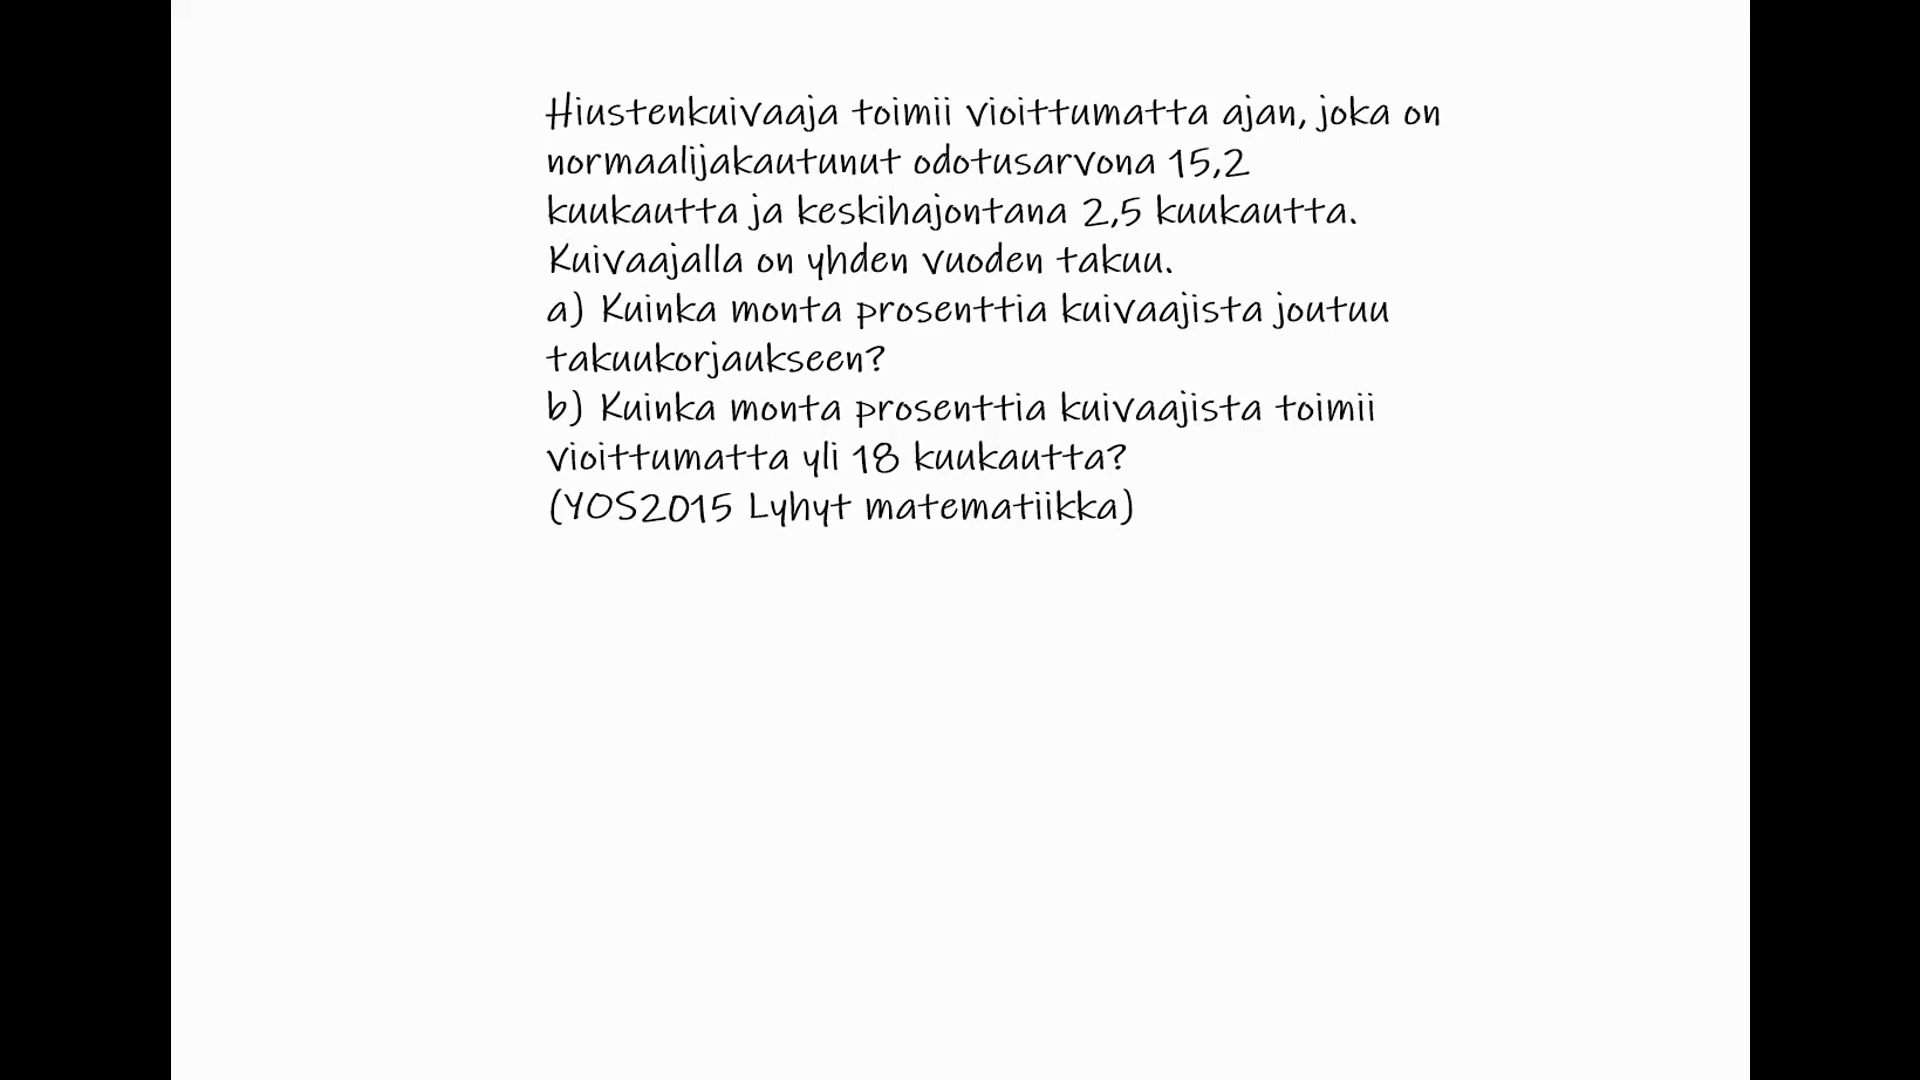 Hiustenkuivaaja toimii vioittumatta ajan, joka on
normaalijakautunut odotusarvona 15,2
kuukautta ja keskihajontana 2,5 kuukautta.
Kuivaajalla on yhden vuoden takuu.
a) Kuinka monta prosenttia kuivaajista joutuu
takuukorjaukseen?
b) Kuinka monta prosenttia kuivaajista toimii
vioittumatta yli 18 kuukautta?
(YOS2015 Lyhyt matematiikka)